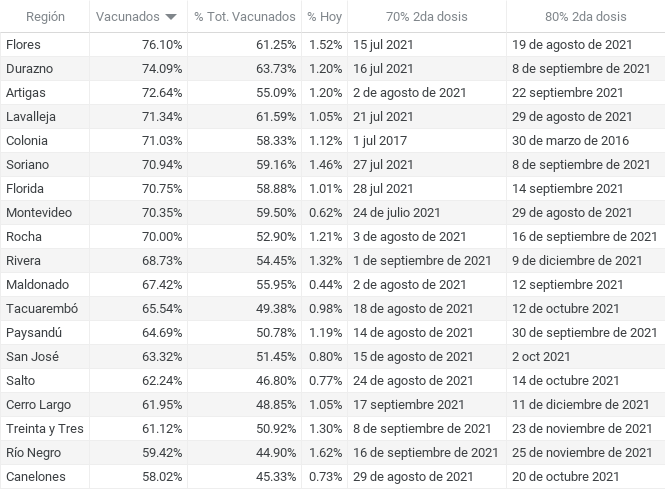 Región Vacunados % Tot. Vacunados % Hoy 70% 2da dosis 80% 2da dosis
Flores 76.10% 61.25% 1.52% 15 jul 2021 19 de agosto de 2021
Durazno 74.09% 63.73% 1.20% 16 jul 2021 8 de septiembre de 2021
Artigas 72.64% 55.09% 1.20% 2 de agosto de 2021 22 septiembre 2021
Lavalleja 71.34% 61.59% 1.05% 21 jul 2021 29 de agosto de 2021
Colonia 71.03% 58.33% 1.12% 1 jul 2017 30 de marzo de 2016
Soriano 70.94% 59.16% 1.46% 27 jul 2021 8 de septiembre de 2021
Florida 70.75% 58.88% 1.01% 28 jul 2021 14 septiembre 2021
Montevideo 70.35% 59.50% 0.62% 24 de julio 2021 29 de agosto de 2021
Rocha 70.00% 52.90% 1.21% 3 de agosto de 2021 16 de septiembre de 2021
Rivera 68.73% 54.45% 1.32% 1 de septiembre de 2021 9 de diciembre de 2021
Maldonado 67.42% 55.95% 0.44% 2 de agosto de 2021 12 septiembre 2021
Tacuarembó 65.54% 49.38% 0.98% 18 de agosto de 2021 12 de octubre 2021
Paysandú 64.69% 50.78% 1.19% 14 de agosto de 2021 30 de septiembre de 2021
San José 63.32% 51.45% 0.80% 15 de agosto de 2021 2 oct 2021
Salto 62.24% 46.80% 0.77% 24 de agosto de 2021 14 de octubre 2021
Cerro Largo 61.95% 48.85% 1.05% 17 septiembre 2021 11 de diciembre de 2021
Treinta y Tres 61.12% 50.92% 1.30% 8 de septiembre de 2021 23 de noviembre de 2021
Río Negro 59.42% 44.90% 1.62% 16 de septiembre de 2021 25 de noviembre de 2021
Canelones 58.02% 45.33% 0.73% 29 de agosto de 2021 20 de octubre de 2021